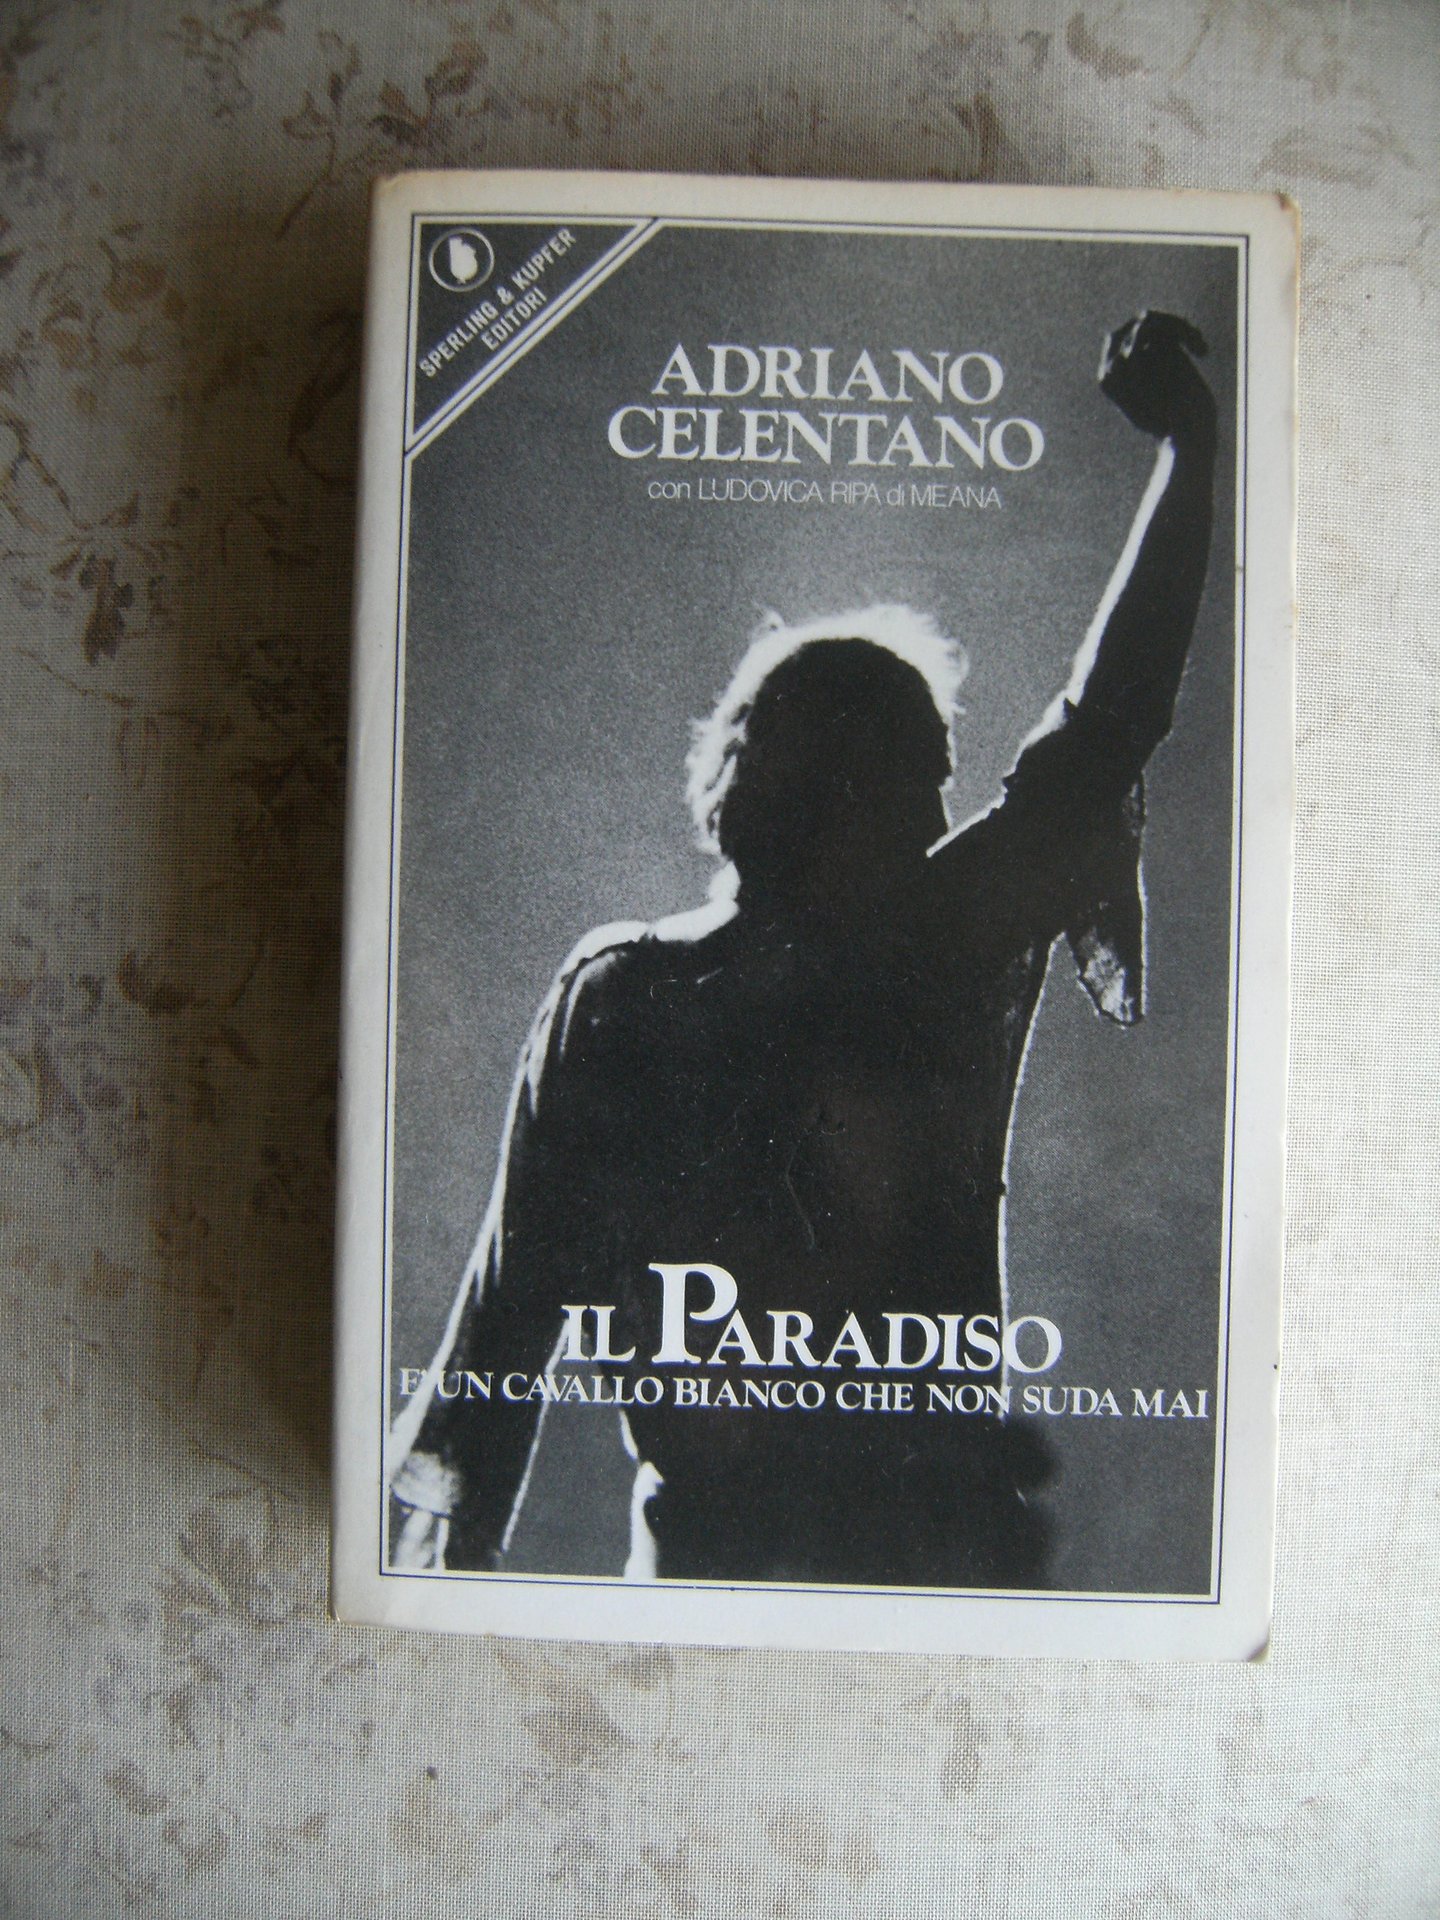 SPERLING & KUPFER
EDITORI
ADRIANO
CELENTANO
con LUDOVICA RIPA di MEANA
IL PARADISO
E' UN CAVALLO BIANCO CHE NON SUDA MAI